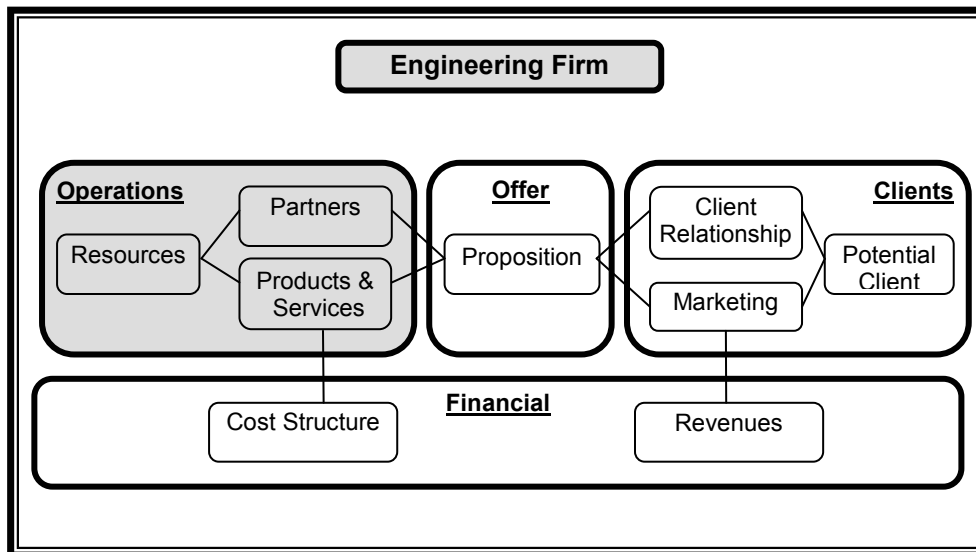 Engineering Firm
Operations
Partners
Resources
Products &
Services
Offer
Proposition
Clients
Client
Relationship
Marketing
Potential
Client
Financial
Cost Structure
Revenues